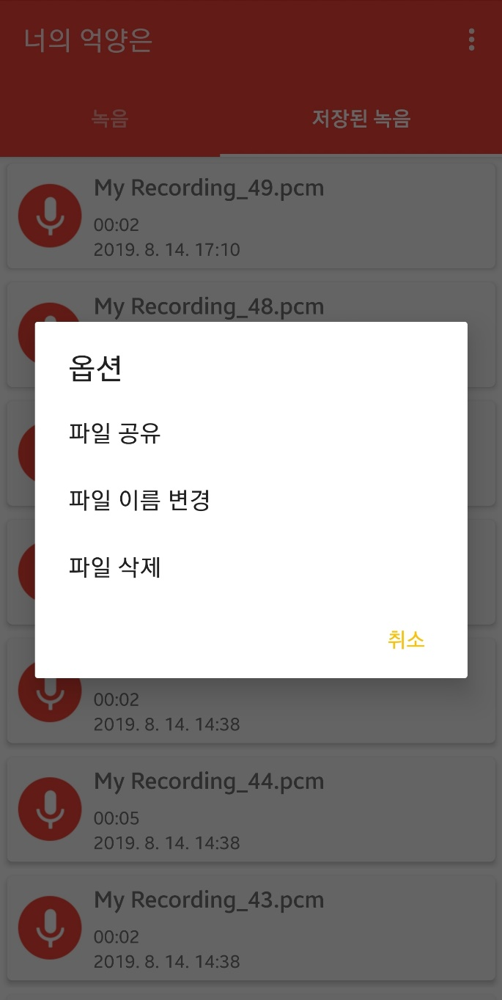 너의 억양은
녹음
저장된 녹음
My Recording_49.pcm
00:02
2019. 8. 14. 17:10
My Recording_48.pcm
옵션
파일 공유
파일 이름 변경
파일 삭제
취소
00:02
2019. 8. 14. 14:38
My Recording_44.pcm
00:05
2019. 8. 14. 14:38
My Recording_43.pcm
00:02
2019. 8. 14. 14:38